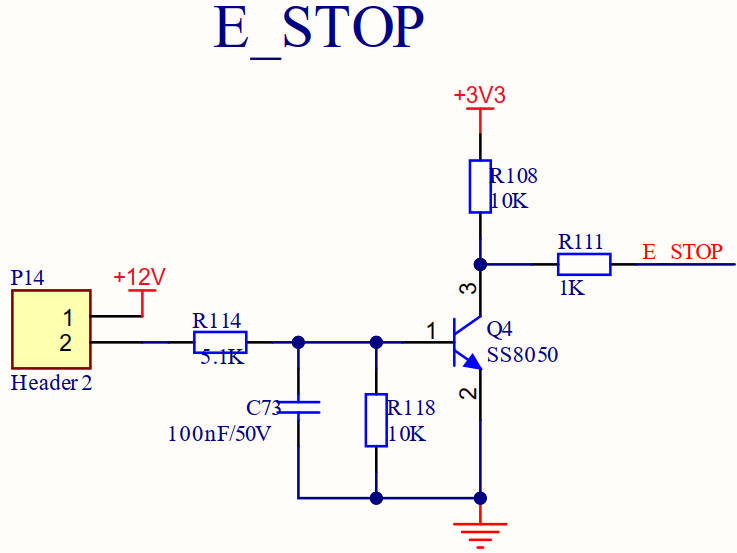 E_STOP
+3V3
R108
10K
R111
E STOP
1K
P14
+12V
1
2
Header 2
R114
5.1K
3
1
Q4
SS8050
2
C73
100nF/50V
R118
10K